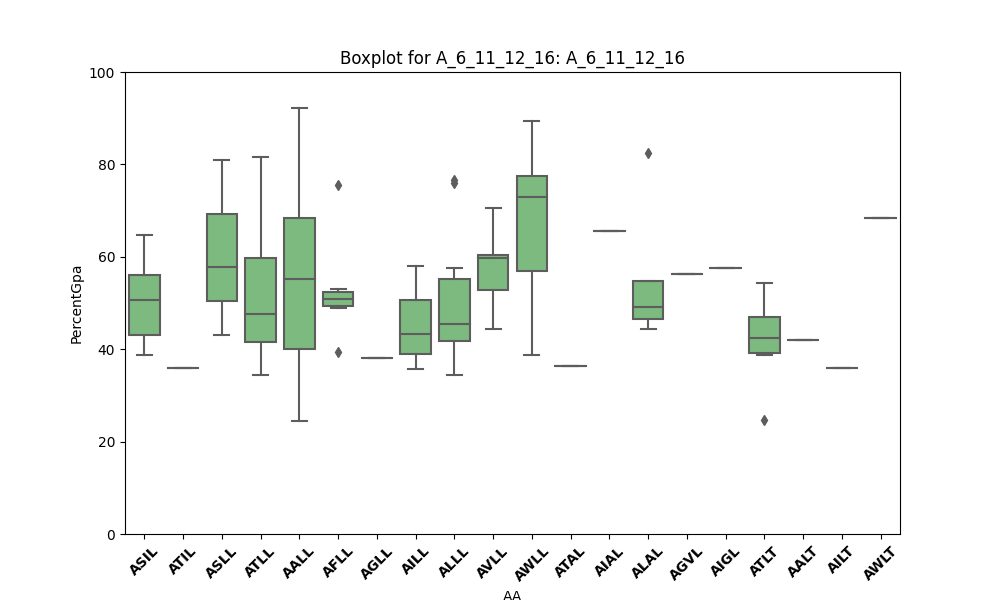 Boxplot for A_6_11_12_16: A_6_11_12_16
PercentGpa
100
80
60
40
20
0
ASIL
ATIL
ASLL
ATLL
AALL
AFLL
AGLL
AILL
ALLL
AVLL
AWLL
ATAL
AIAL
ALAL
AGVL
AIGL
ATLT
AALT
AILT
AWLT
AA